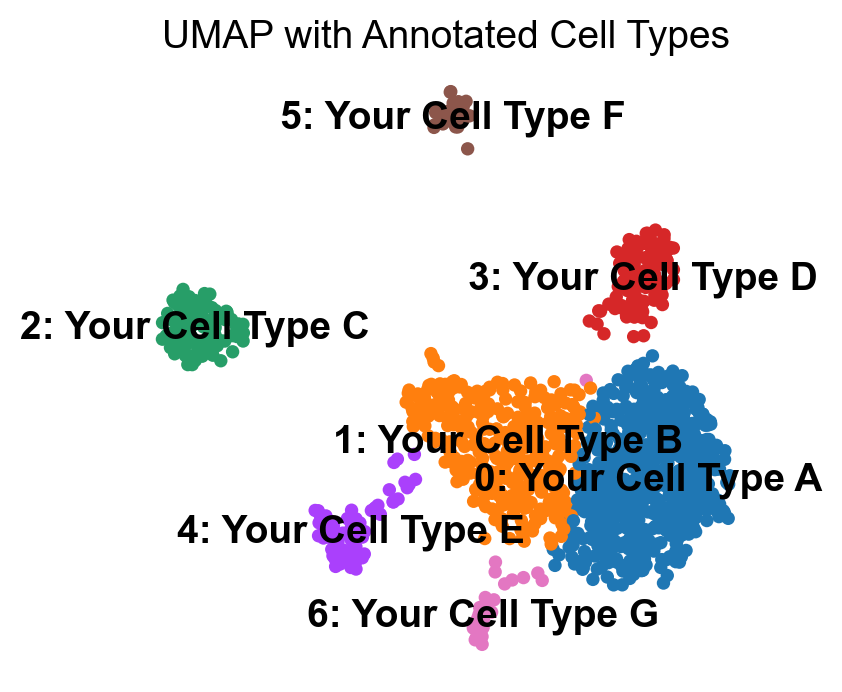 UMAP with Annotated Cell Types
5: Your Cell Type F
3: Your Cell Type D
2: Your Cell Type C
1: Your Cell Type B
0: Your Cell Type A
4: Your Cell Type E
6: Your Cell Type G